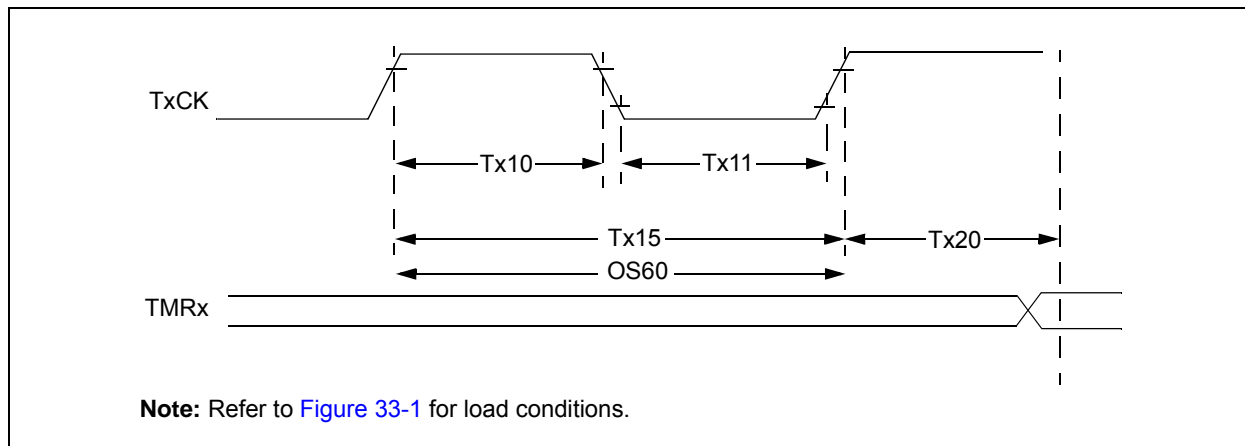 TxCK
Tx10
Tx11
Tx15
Tx20
OS60
TMRx
Note: Refer to Figure 33-1 for load conditions.